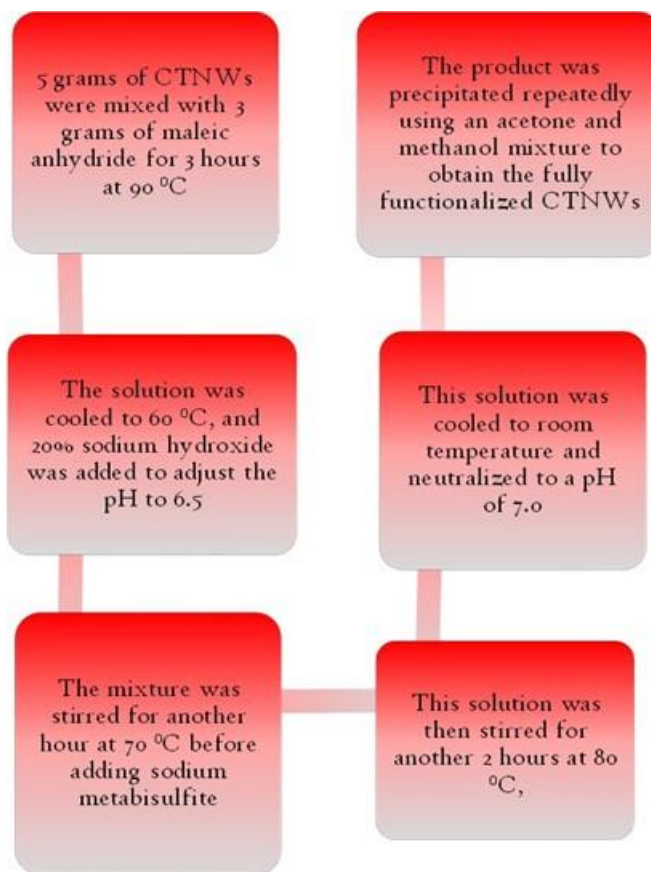 5 grams of CTNWs
were mixed with 3
grams of maleic
anhydride for 3 hours
at 90 ⁰C
The solution was
cooled to 60 ⁰C, and
20% sodium hydroxide
was added to adjust the
pH to 6.5
The mixture was
stirred for another
hour at 70 ⁰C before
adding sodium
metabisulfite
This solution was
then stirred for
another 2 hours at 80
⁰C,
This solution was
cooled to room
temperature and
neutralized to a pH
of 7.0
The product was
precipitated repeatedly
using an acetone and
methanol mixture to
obtain the fully
functionalized CTNWs